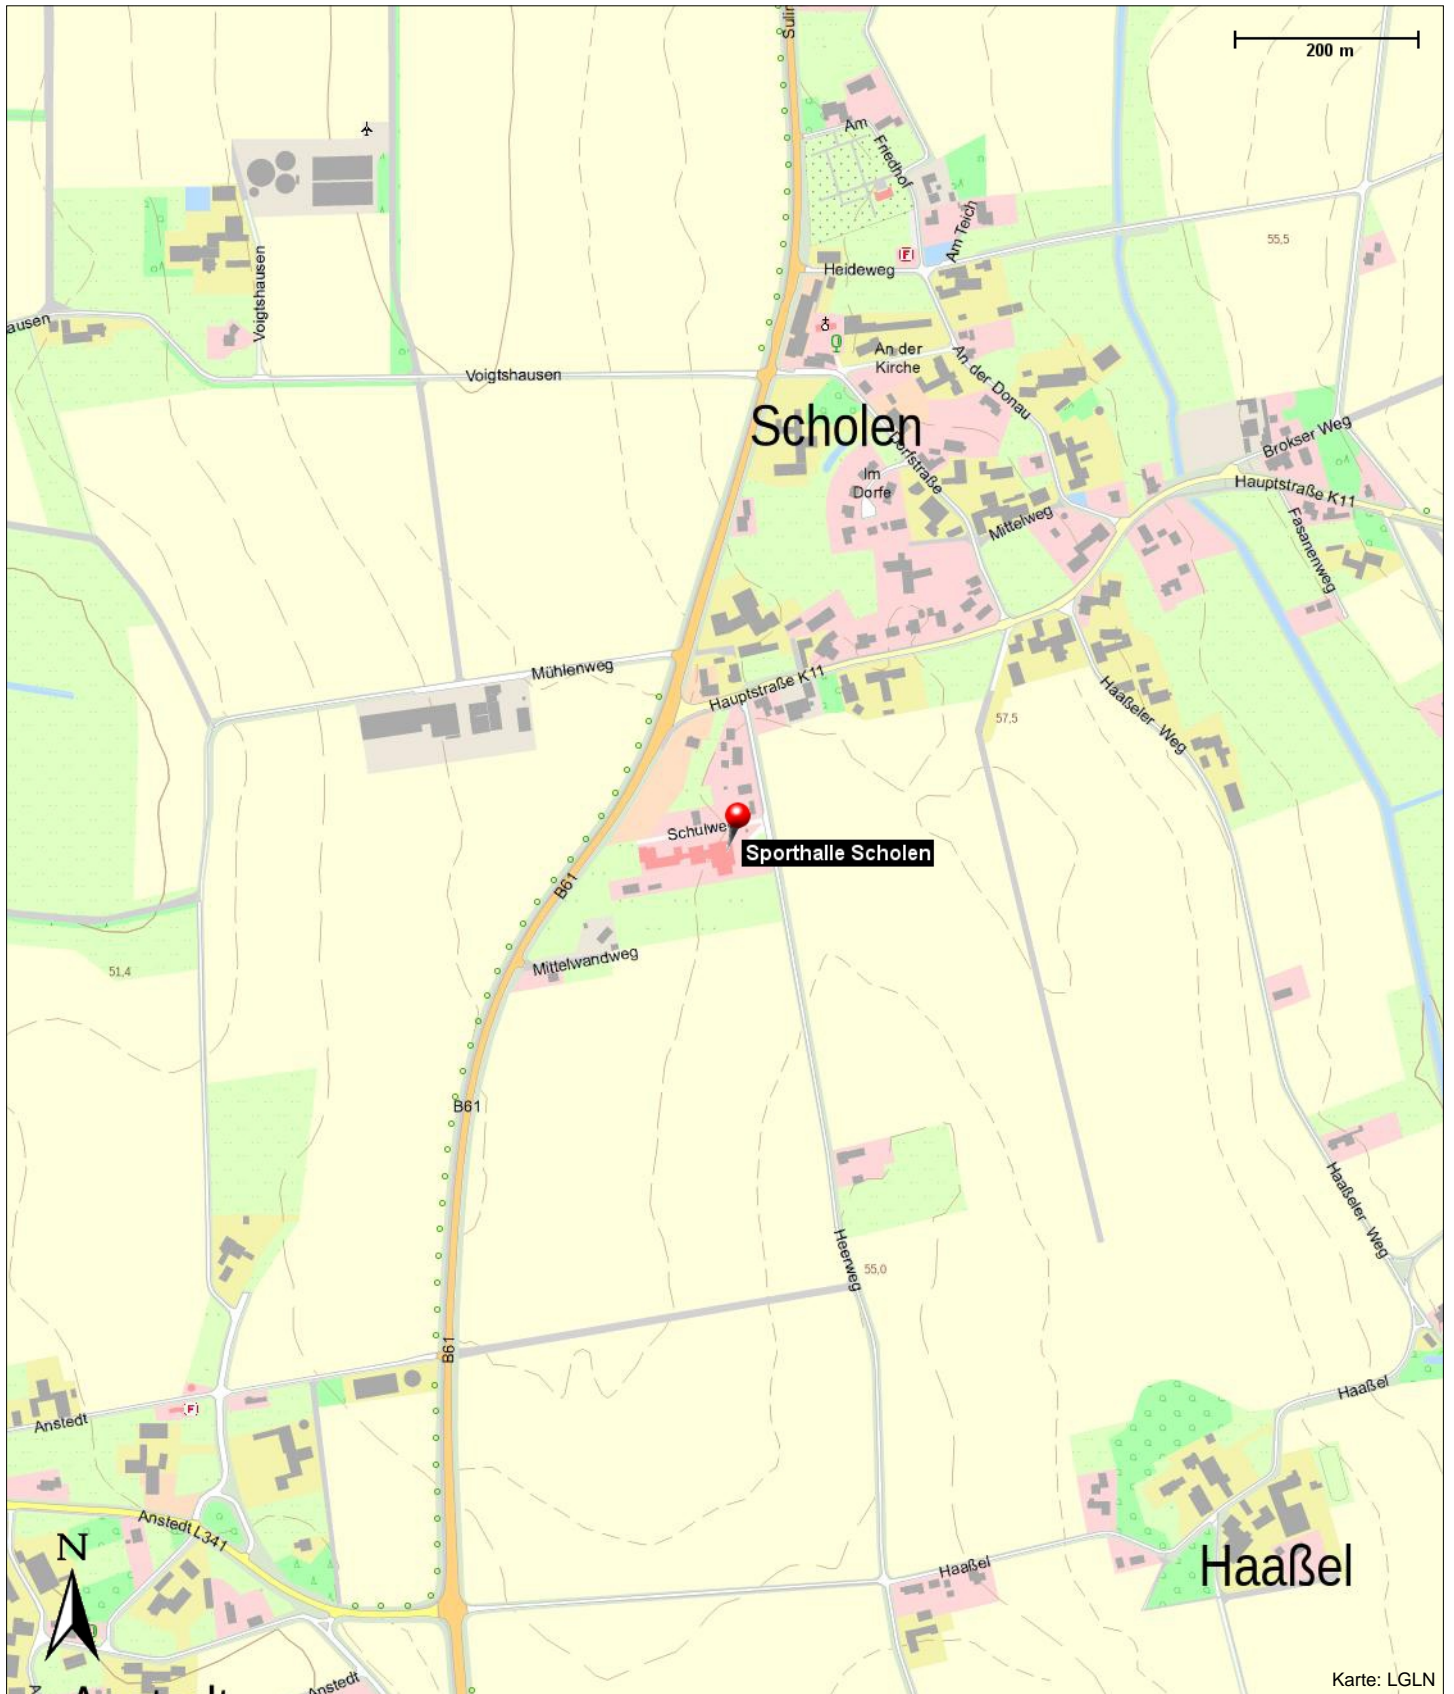 Sulin
200 m
Am
Friedhof
Am Teich
55,5
F
Heideweg
Voigtshausen
ausen
An der
Kirche
An der Donau
Voigtshausen
Scholen
Dorfstraße
Brokser Weg
Im
Dorfe
Hauptstraße K11
Mittelweg
Fasanenweg
Mühlenweg
Hauptstraße K11
Haaßeler Weg
57,5
Schulweg
Sporthalle Scholen
B61
Mittelwandweg
51,4
B61
Haaßeler Weg
Heerweg
55,0
B61
Haaßel
F
Anstedt
Anstedt L341
N
Haaßel
Haaßel
Anstedt
Karte: LGLN